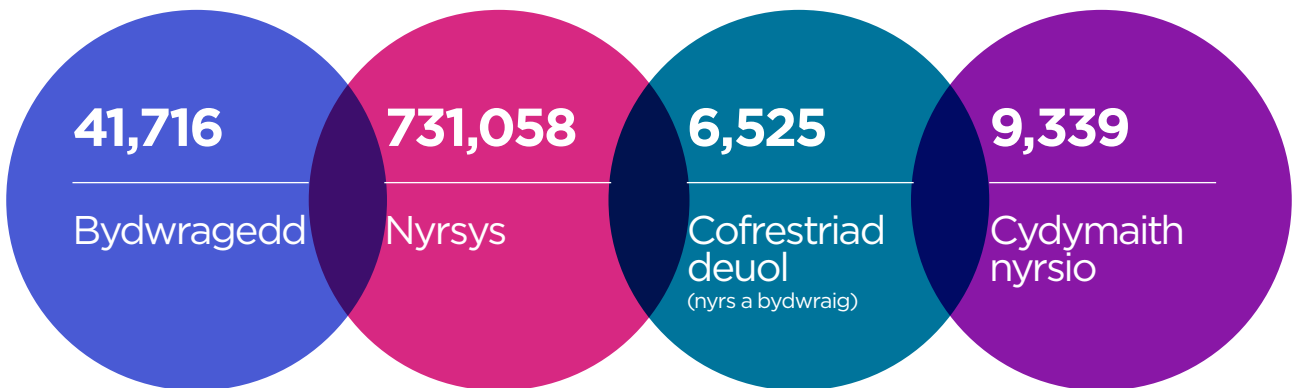 41,716
Bydwragedd
731,058
Nyrsys
6,525
Cofrestriad
deuol
(nyrs a bydwraig)
9,339
Cydymaith
nyrsio